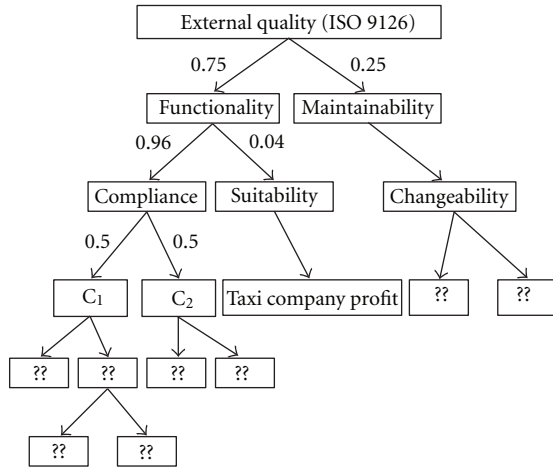 External quality (ISO 9126)
0.75
0.25
Functionality
Maintainability
0.96
0.04
Compliance
Suitability
Changeability
0.5
0.5
C1
C2
Taxi company profit
??
??
??
??
??
??
??
??